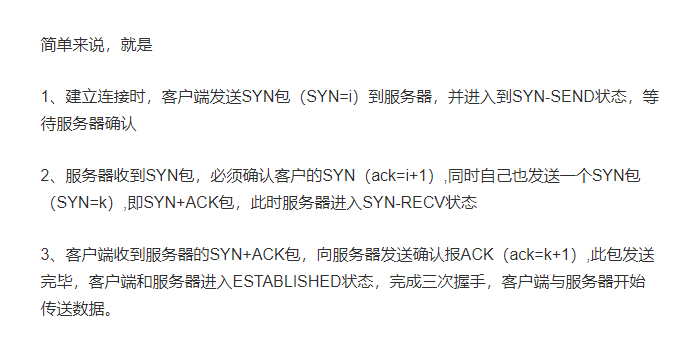 简单来说，就是
1、建立连接时，客户端发送SYN包（SYN=i）到服务器，并进入到SYN-SEND状态，等
待服务器确认
2、服务器收到SYN包，必须确认客户的SYN（ack=i+1）,同时自己也发送一个SYN包
（SYN=k）,即SYN+ACK包，此时服务器进入SYN-RECV状态
3、客户端收到服务器的SYN+ACK包，向服务器发送确认报ACK（ack=k+1）,此包发送
完毕，客户端和服务器进入ESTABLISHED状态，完成三次握手，客户端与服务器开始
传送数据。